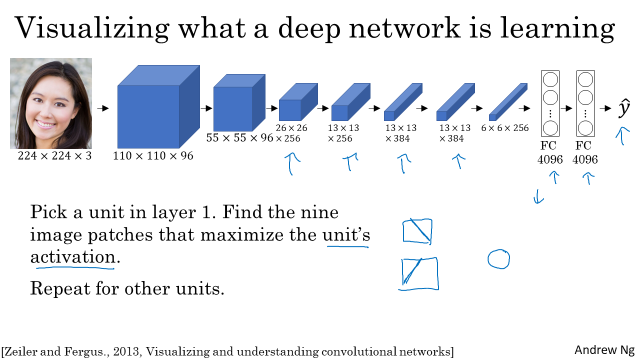 Visualizing what a deep network is learning
224 × 224 × 3
110 × 110 × 96
55 × 55 × 96
26 × 26
× 256
13 × 13
× 256
13 × 13
× 384
13 × 13
× 384
6 × 6 × 256
FC
4096
FC
4096
ŷ
Pick a unit in layer 1. Find the nine
image patches that maximize the unit's
activation.
Repeat for other units.
[Zeiler and Fergus., 2013, Visualizing and understanding convolutional networks]
Andrew Ng